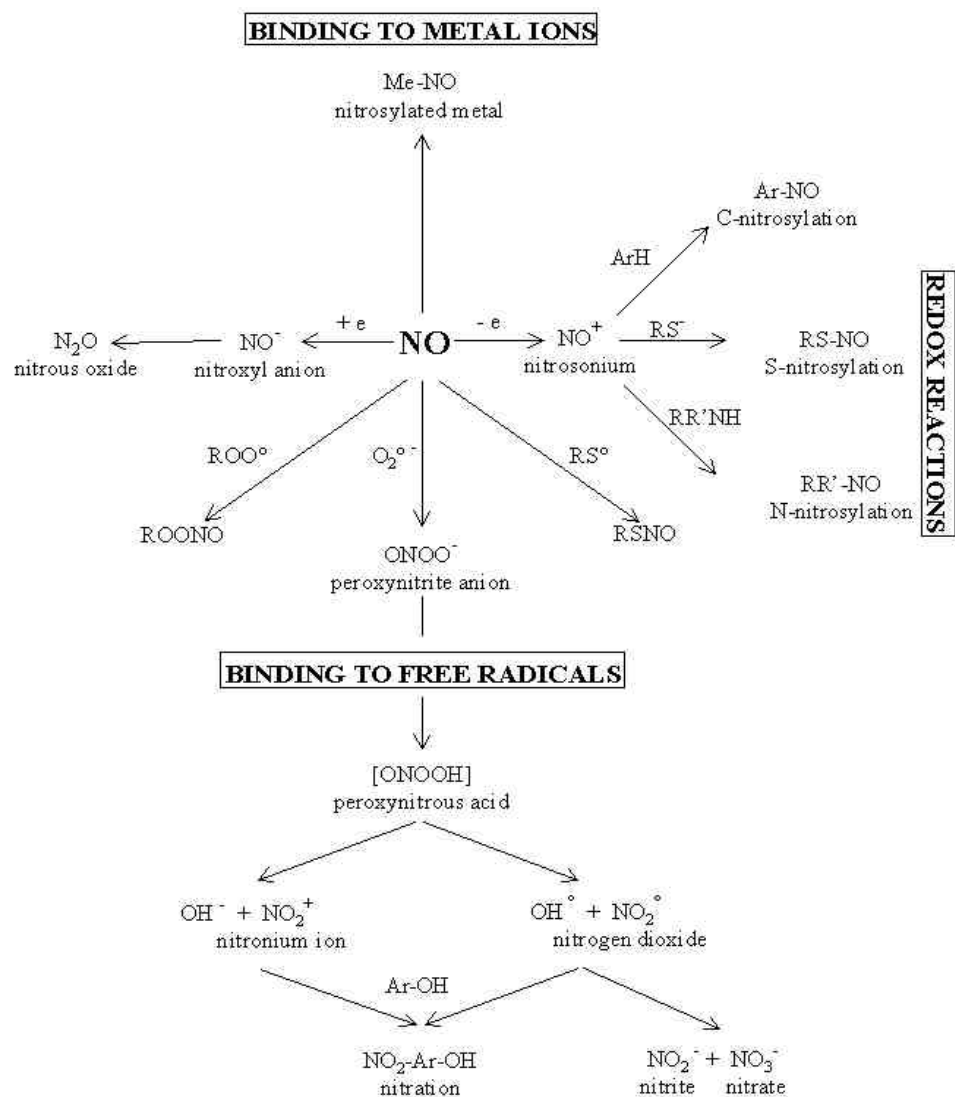 BINDING TO METAL IONS
Me-NO
nitrosylated metal
Ar-NO
C-nitrosylation
ArH
REDOX REACTIONS
N₂O
nitrous oxide
NO⁻
nitroxyl anion
+ e
NO
- e
NO⁺
nitrosonium
RS⁻
RS-NO
S-nitrosylation
RR'NH
RR'-NO
N-nitrosylation
ROO°
O₂°⁻
RS°
ROONO
ONOO⁻
peroxynitrite anion
RSNO
BINDING TO FREE RADICALS
[ONOOH]
peroxynitrous acid
OH⁻ + NO₂⁺
nitronium ion
OH° + NO₂°
nitrogen dioxide
Ar-OH
NO₂-Ar-OH
nitration
NO₂⁻ + NO₃⁻
nitrite nitrate